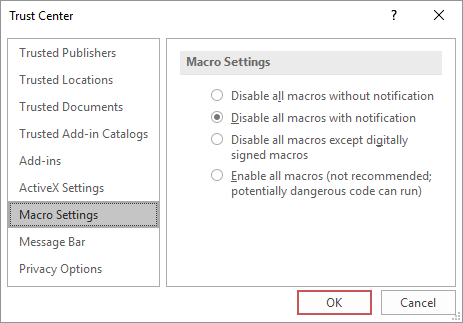 Trust Center
?
Trusted Publishers
Trusted Locations
Trusted Documents
Trusted Add-in Catalogs
Add-ins
ActiveX Settings
Macro Settings
Message Bar
Privacy Options
Macro Settings
Disable all macros without notification
Disable all macros with notification
Disable all macros except digitally
signed macros
Enable all macros (not recommended;
potentially dangerous code can run)
OK
Cancel